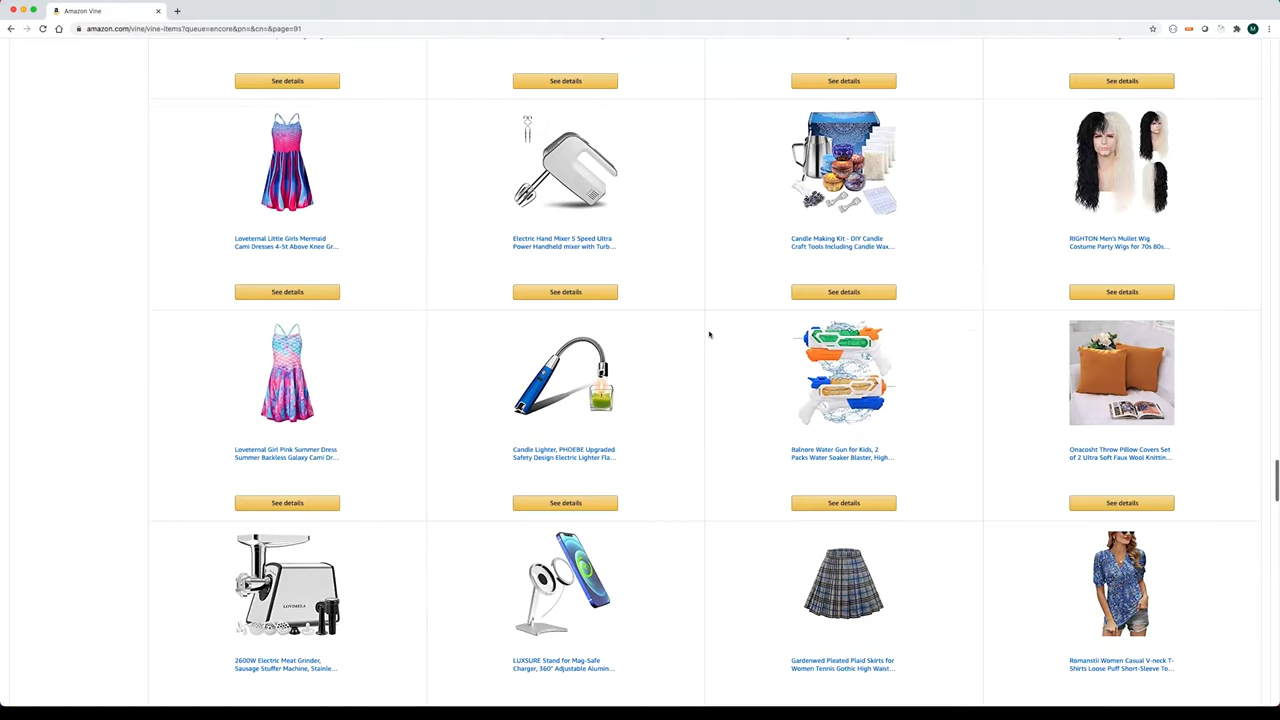 Amazon Vine
amazon.com/vine/vine-items?queue=encore&pn=&cn=&page=91
M
See details
See details
See details
See details
Loveternal Little Girls Mermaid
Cami Dresses 4-5t Above Knee Gr...
Electric Hand Mixer 5 Speed Ultra
Power Handheld mixer with Turb...
Candle Making Kit - DIY Candle
Craft Tools Including Candle Wax...
RIGHTON Men's Mullet Wig
Costume Party Wigs for 70s 80s...
See details
See details
See details
See details
Loveternal Girl Pink Summer Dress
Summer Backless Galaxy Cami Dr...
Candle Lighter, PHOEBE Upgraded
Safety Design Electric Lighter Fla...
Balnore Water Gun for Kids, 2
Packs Water Soaker Blaster, High...
Onacosht Throw Pillow Covers Set
of 2 Ultra Soft Faux Wool Knittin...
See details
See details
See details
See details
LOVIMELS
2600W Electric Meat Grinder,
Sausage Stuffer Machine, Stainle...
LUXSURE Stand for Mag-Safe
Charger, 360° Adjustable Alumin...
Gardenwed Pleated Plaid Skirts for
Women Tennis Gothic High Waist...
Romanstii Women Casual V-neck T-
Shirts Loose Puff Short-Sleeve To...